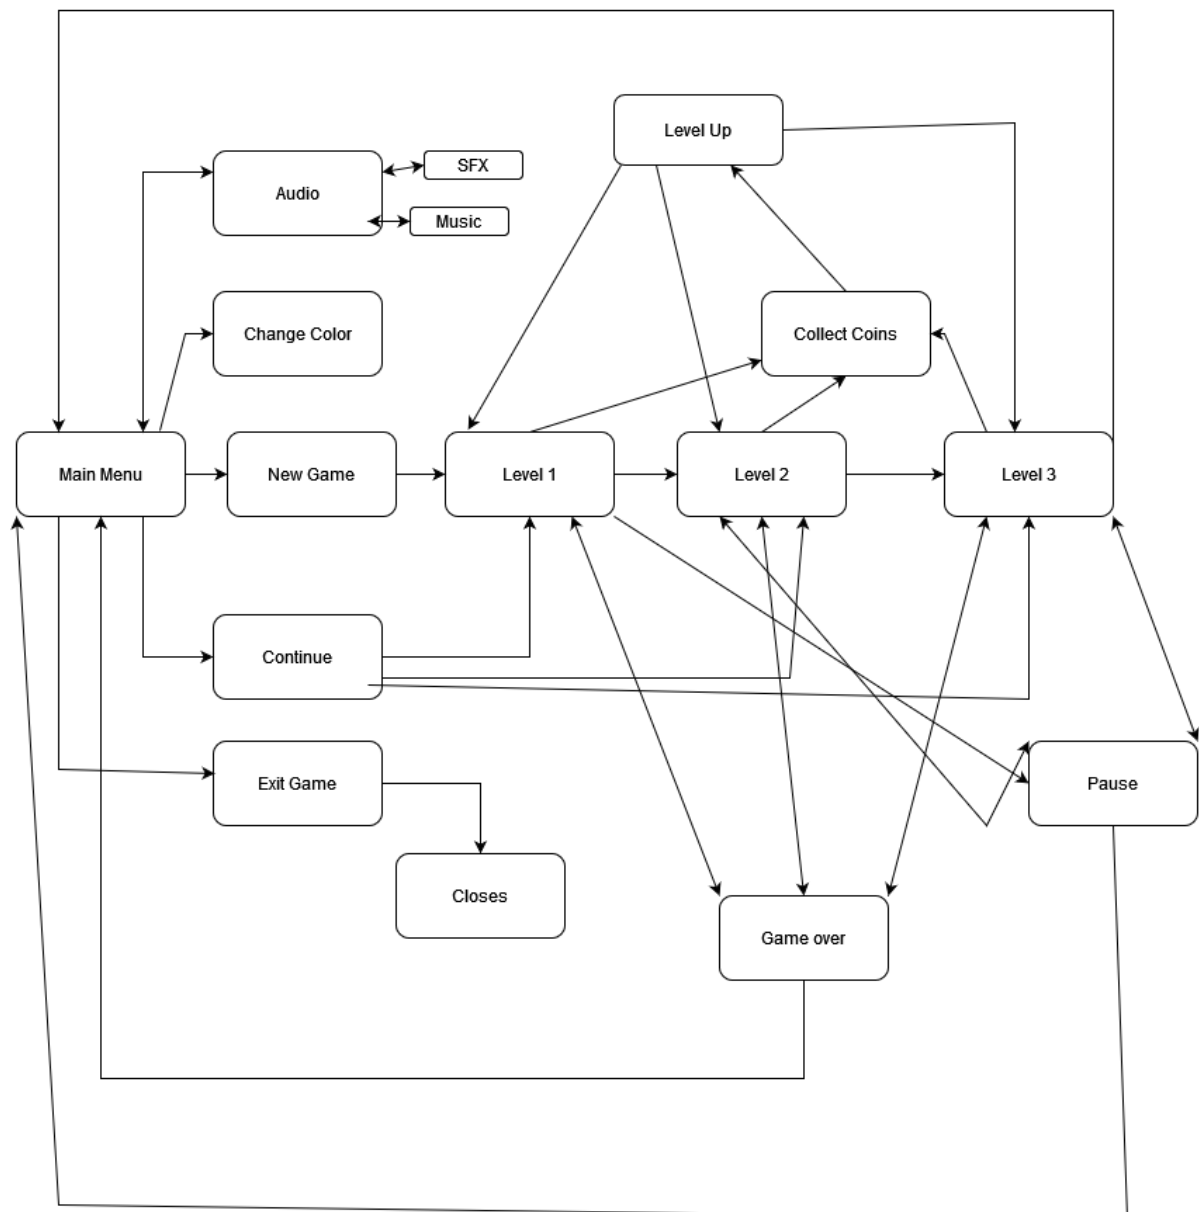 Level Up
SFX
Audio
Music
Change Color
Collect Coins
Main Menu
New Game
Level 1
Level 2
Level 3
Continue
Exit Game
Pause
Closes
Game over